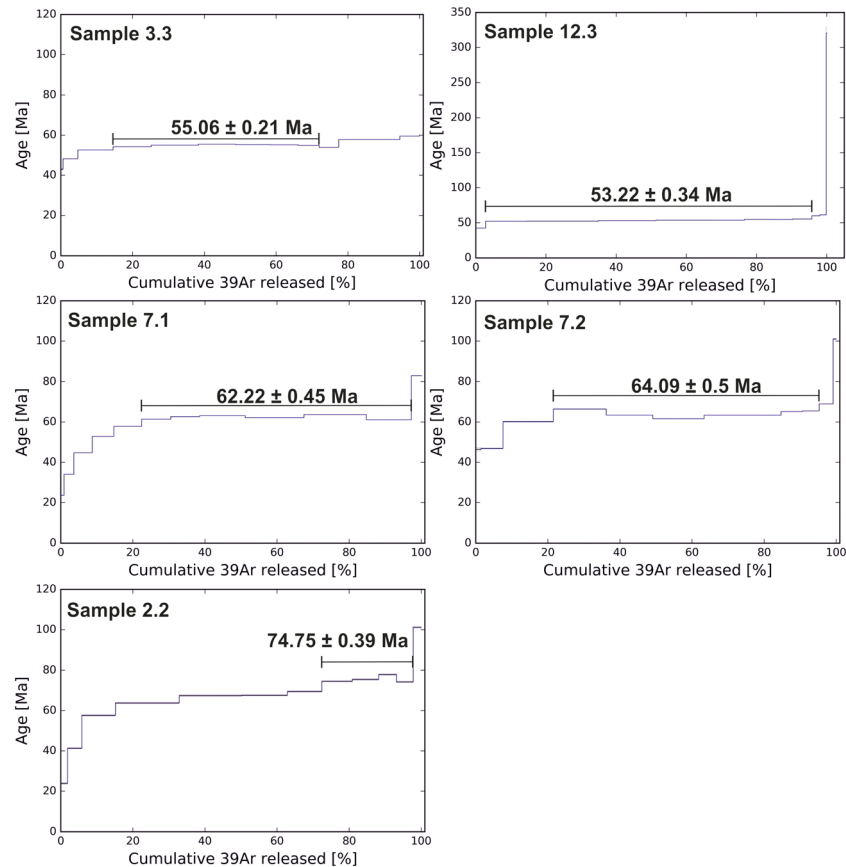 Sample 3.3
55.06 ± 0.21 Ma
Age [Ma]
120
100
80
60
40
20
0
0 20 40 60 80 100
Cumulative 39Ar released [%]
Sample 12.3
53.22 ± 0.34 Ma
Age [Ma]
350
300
250
200
150
100
50
0
0 20 40 60 80 100
Cumulative 39Ar released [%]
Sample 7.1
62.22 ± 0.45 Ma
Age [Ma]
120
100
80
60
40
20
0
0 20 40 60 80 100
Cumulative 39Ar released [%]
Sample 7.2
64.09 ± 0.5 Ma
Age [Ma]
120
100
80
60
40
20
0
0 20 40 60 80 100
Cumulative 39Ar released [%]
Sample 2.2
74.75 ± 0.39 Ma
Age [Ma]
120
100
80
60
40
20
0
0 20 40 60 80 100
Cumulative 39Ar released [%]